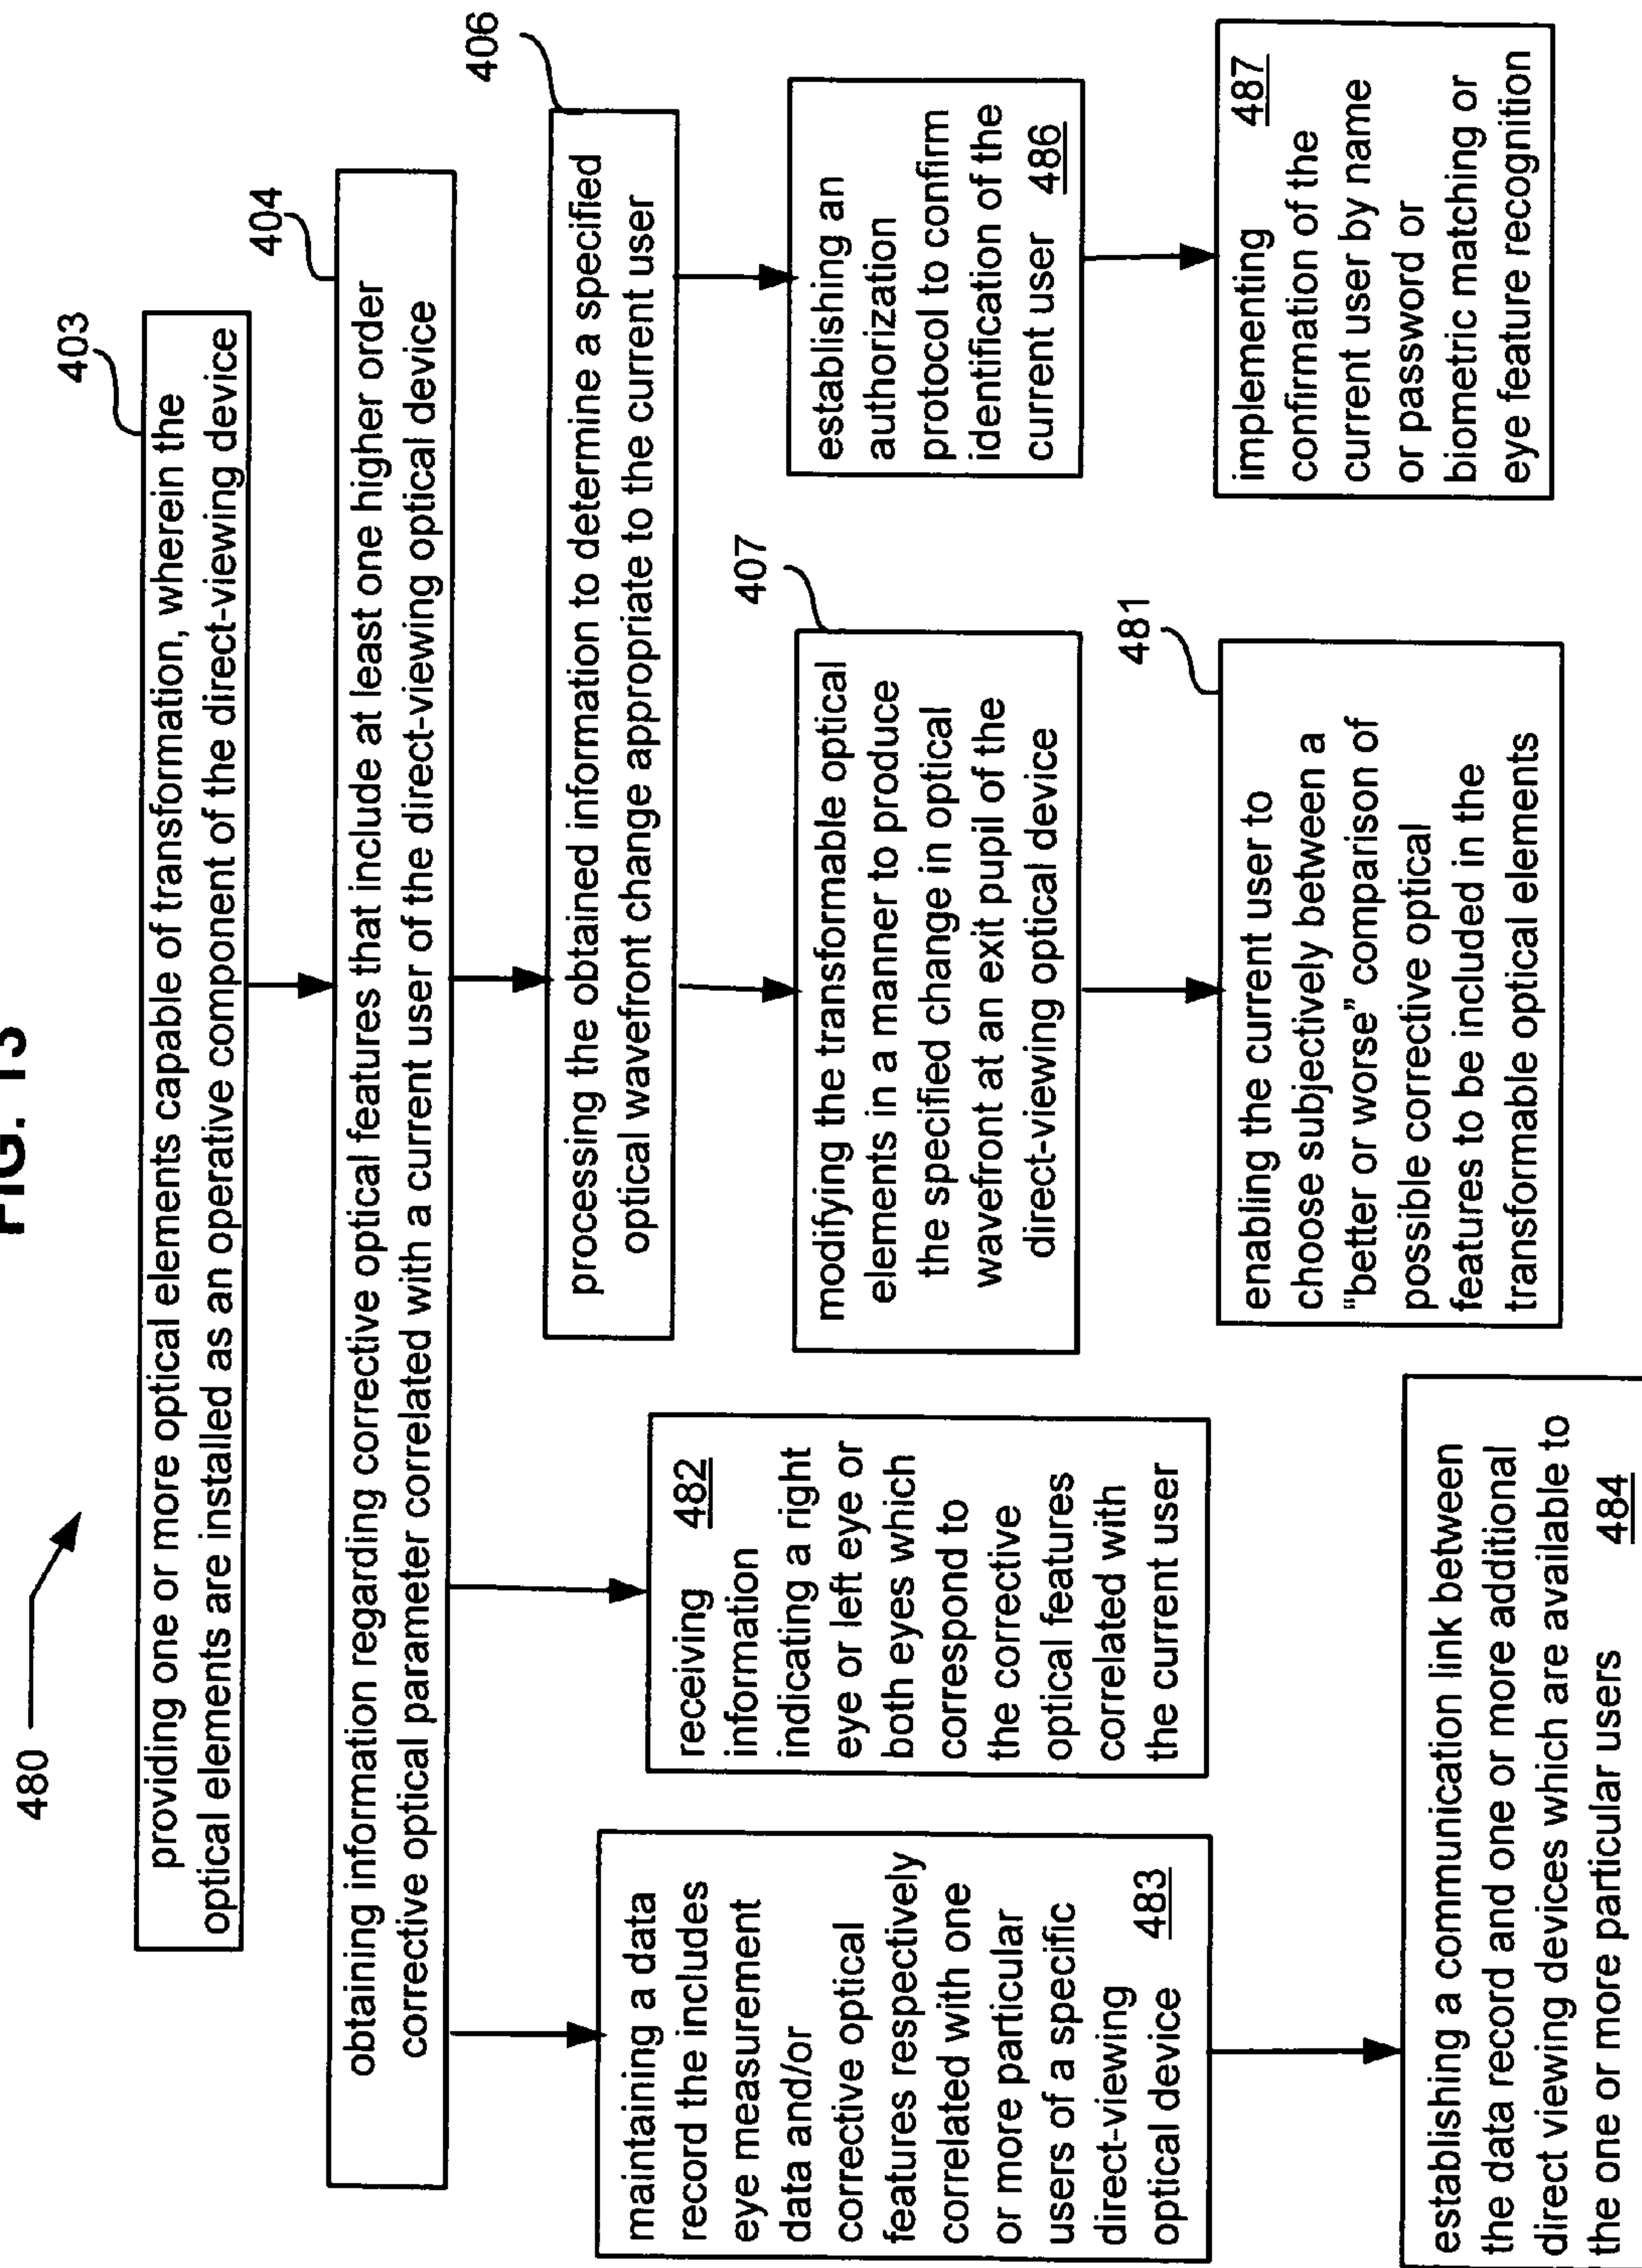 FIG. 13
480
403
providing one or more optical elements capable of transformation, wherein the
optical elements are installed as an operative component of the direct-viewing device
404
obtaining information regarding corrective optical features that include at least one higher order
corrective optical parameter correlated with a current user of the direct-viewing optical device
406
processing the obtained information to determine a specified
optical wavefront change appropriate to the current user
maintaining a data
record the includes
eye measurement
data and/or
corrective optical
features respectively
correlated with one
or more particular
users of a specific
direct-viewing
optical device 483
receiving 482
information
indicating a right
eye or left eye or
both eyes which
correspond to
the corrective
optical features
correlated with
the current user
407
modifying the transformable optical
elements in a manner to produce
the specified change in optical
wavefront at an exit pupil of the
direct-viewing optical device
establishing an
authorization
protocol to confirm
identification of the
current user 486
establishing a communication link between
the data record and one or more additional
direct viewing devices which are available to
the one or more particular users 484
481
enabling the current user to
choose subjectively between a
"better or worse" comparison of
possible corrective optical
features to be included in the
transformable optical elements
implementing 487
confirmation of the
current user by name
or password or
biometric matching or
eye feature recognition